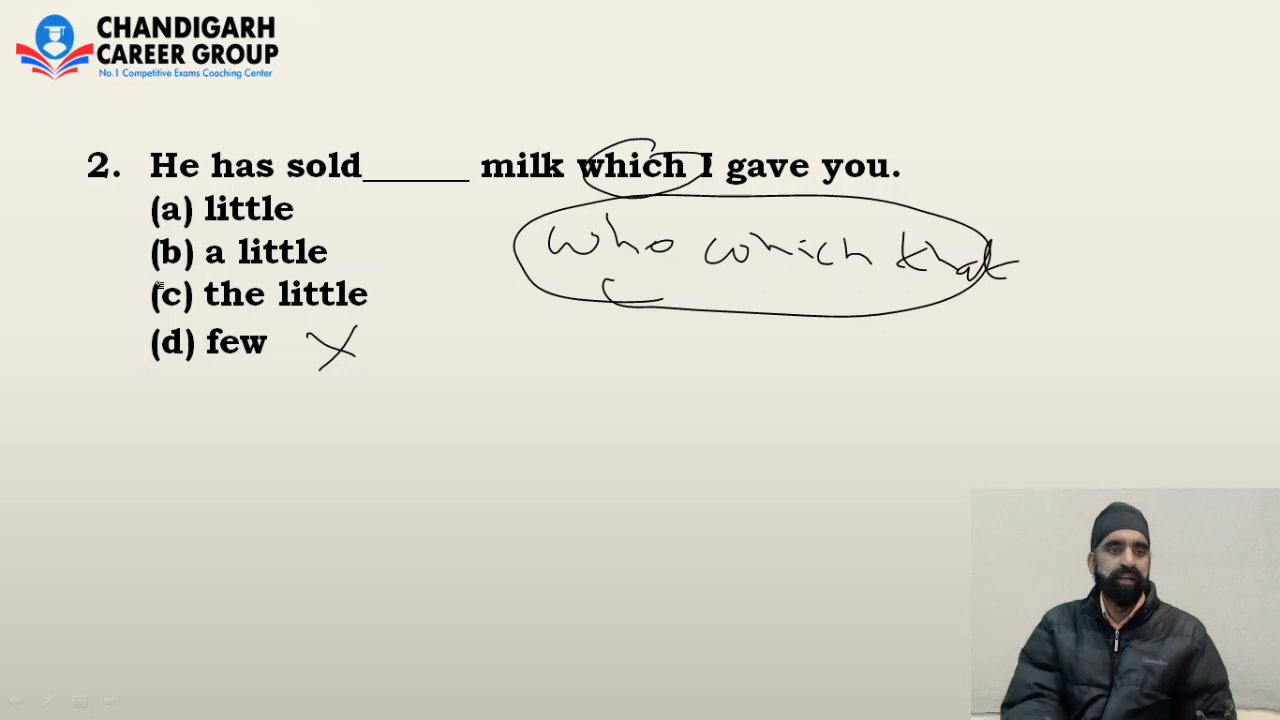 CHANDIGARH
CAREER GROUP
No.1 Competitive Exams Coaching Center
2. He has sold______ milk which I gave you.
(a) little
(b) a little
(c) the little
(d) few
who which that